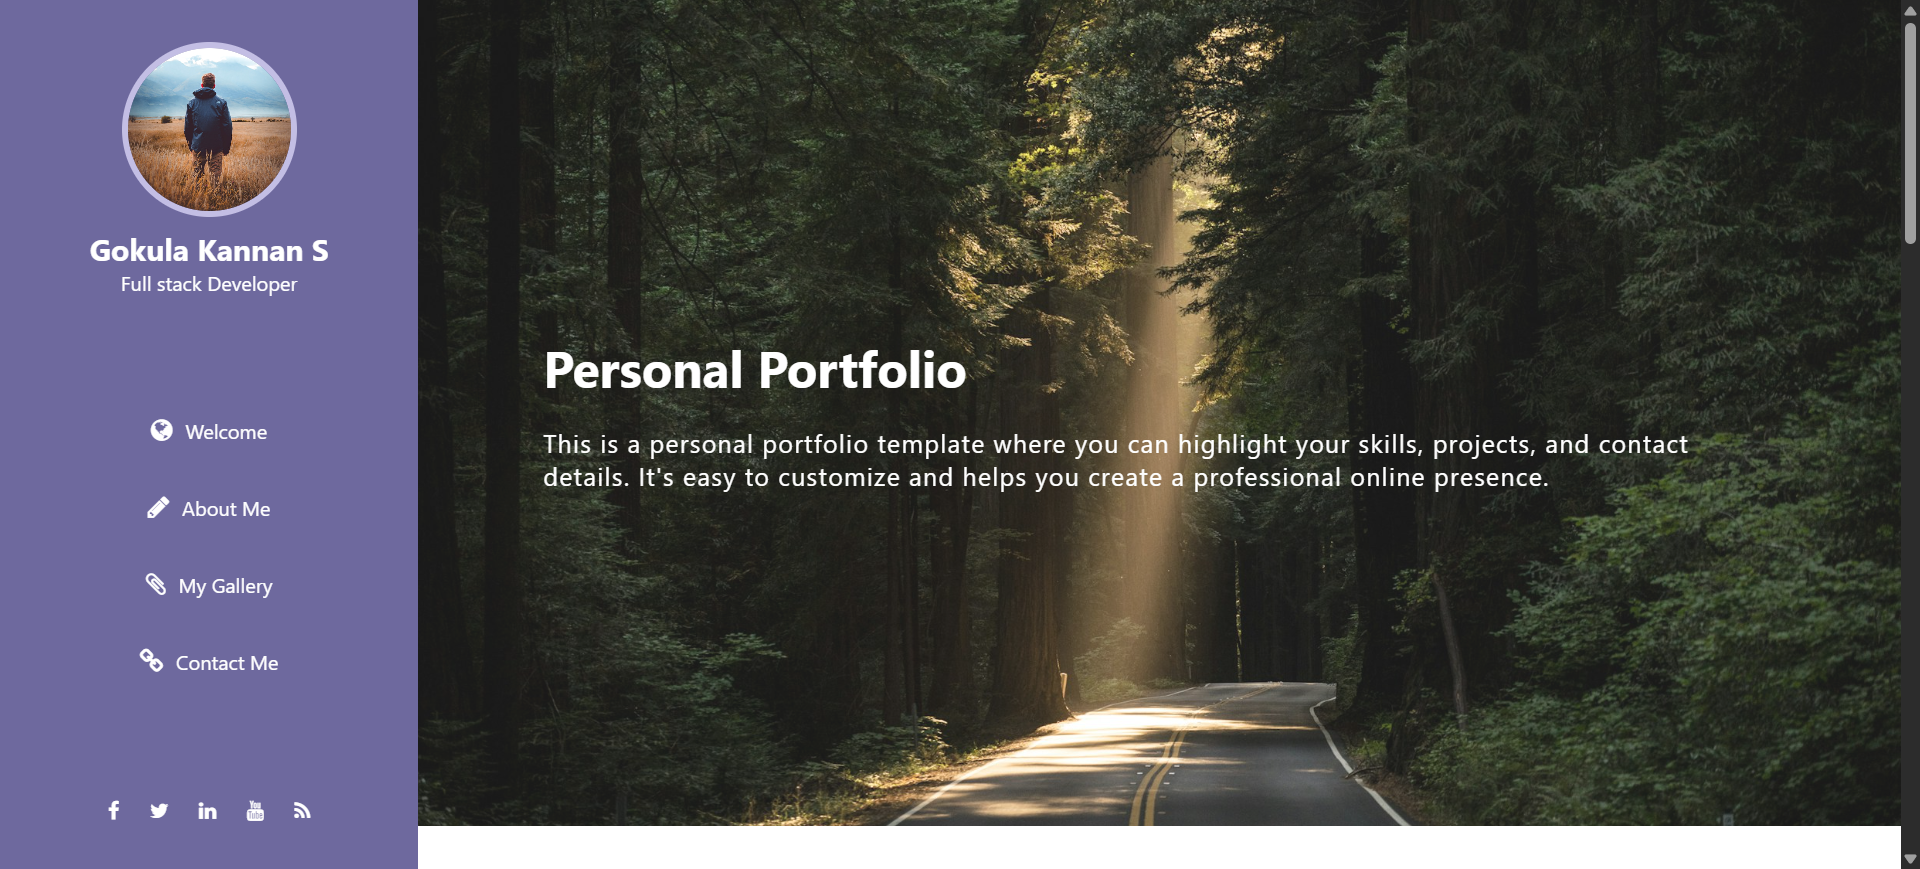 Gokula Kannan S
Full stack Developer
Welcome
About Me
My Gallery
Contact Me
You
Tube
Personal Portfolio
This is a personal portfolio template where you can highlight your skills, projects, and contact
details. It's easy to customize and helps you create a professional online presence.